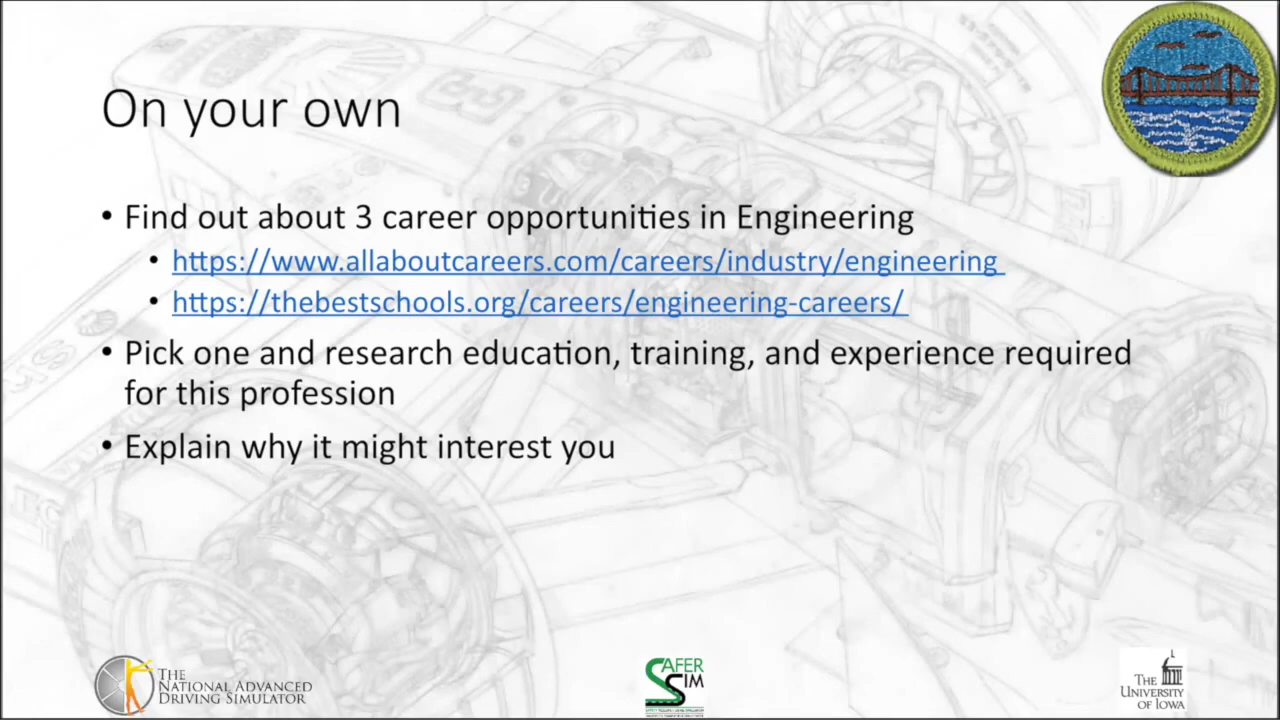 On your own
• Find out about 3 career opportunities in Engineering
• https://www.allaboutcareers.com/careers/industry/engineering
• https://thebestschools.org/careers/engineering-careers/
• Pick one and research education, training, and experience required
for this profession
• Explain why it might interest you
THE
NATIONAL ADVANCED
DRIVING SIMULATOR
SAFER
SIM
THE
UNIVERSITY
OF IOWA